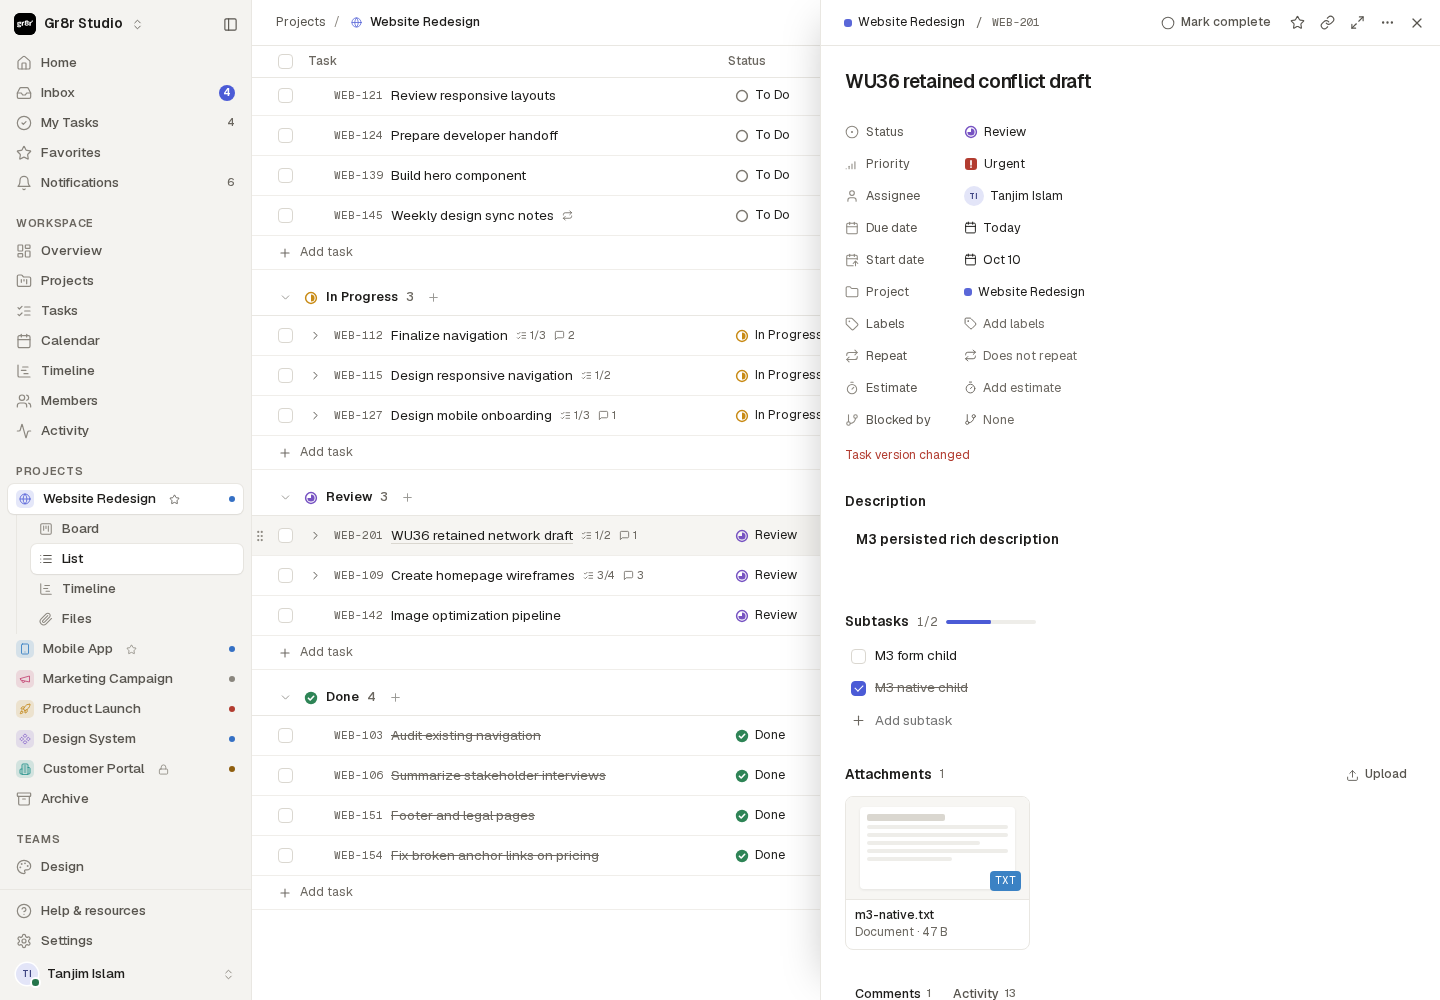 gr8r Gr8r Studio
Home
Inbox 4
My Tasks 4
Favorites
Notifications 6
WORKSPACE
Overview
Projects
Tasks
Calendar
Timeline
Members
Activity
PROJECTS
Website Redesign
Board
List
Timeline
Files
Mobile App
Marketing Campaign
Product Launch
Design System
Customer Portal
Archive
TEAMS
Design
Help & resources
Settings
TI Tanjim Islam
Projects / Website Redesign
Task Status
WEB-121 Review responsive layouts To Do
WEB-124 Prepare developer handoff To Do
WEB-139 Build hero component To Do
WEB-145 Weekly design sync notes To Do
Add task
In Progress 3
WEB-112 Finalize navigation 1/3 2 In Progress
WEB-115 Design responsive navigation 1/2 In Progress
WEB-127 Design mobile onboarding 1/3 1 In Progress
Add task
Review 3
WEB-201 WU36 retained network draft 1/2 1 Review
WEB-109 Create homepage wireframes 3/4 3 Review
WEB-142 Image optimization pipeline Review
Add task
Done 4
WEB-103 Audit existing navigation Done
WEB-106 Summarize stakeholder interviews Done
WEB-151 Footer and legal pages Done
WEB-154 Fix broken anchor links on pricing Done
Add task
Website Redesign / WEB-201 Mark complete
WU36 retained conflict draft
Status Review
Priority Urgent
Assignee TI Tanjim Islam
Due date Today
Start date Oct 10
Project Website Redesign
Labels Add labels
Repeat Does not repeat
Estimate Add estimate
Blocked by None
Task version changed
Description
M3 persisted rich description
Subtasks 1/2
M3 form child
M3 native child
Add subtask
Attachments 1 Upload
TXT
m3-native.txt
Document · 47 B
Comments 1 Activity 13